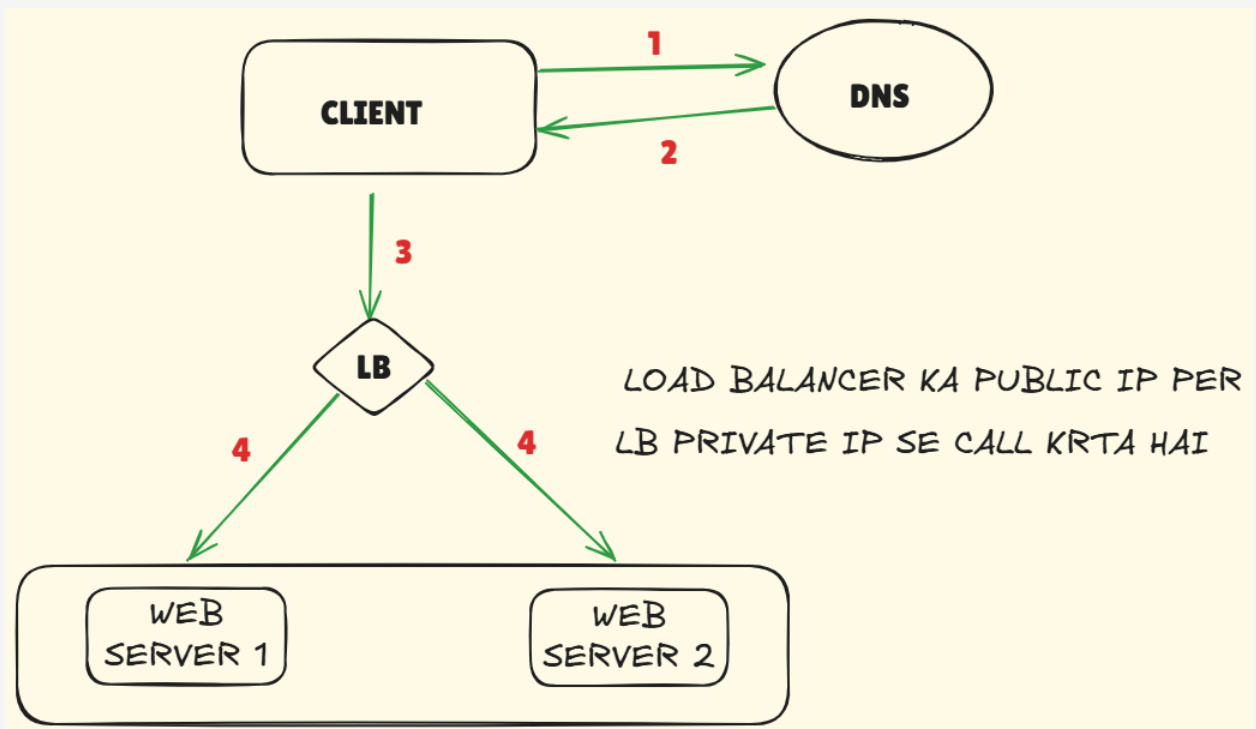 1
CLIENT
DNS
2
3
LB
LOAD BALANCER KA PUBLIC IP PER
LB PRIVATE IP SE CALL KRTA HAI
4
4
WEB
SERVER 1
WEB
SERVER 2